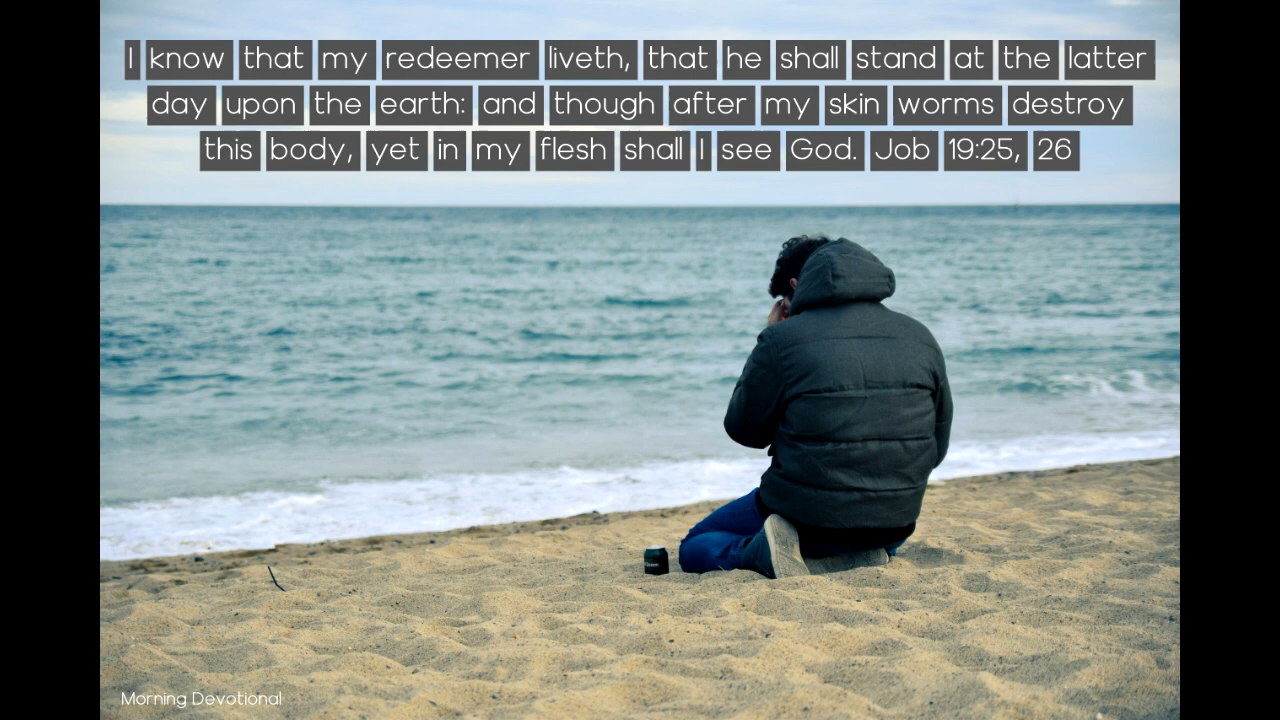 I know that my redeemer liveth, that he shall stand at the latter
day upon the earth: and though after my skin worms destroy
this body, yet in my flesh shall I see God. Job 19:25, 26
Morning Devotional